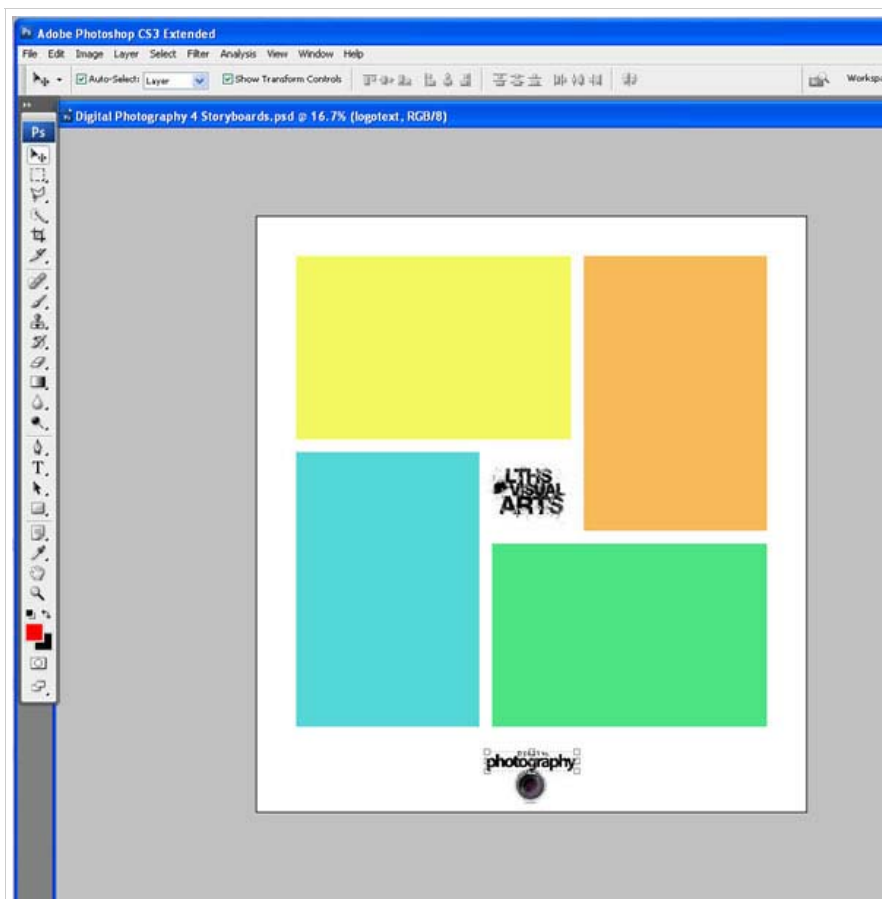 Adobe Photoshop CS3 Extended
File Edit Image Layer Select Filter Analysis View Window Help
Auto-Select: Layer Show Transform Controls
Ps
Digital Photography 4 Storyboards.psd @ 16.7% (logotext, RGB/8)
T
LTHS
VISUAL
ARTS
DIGITAL
photography